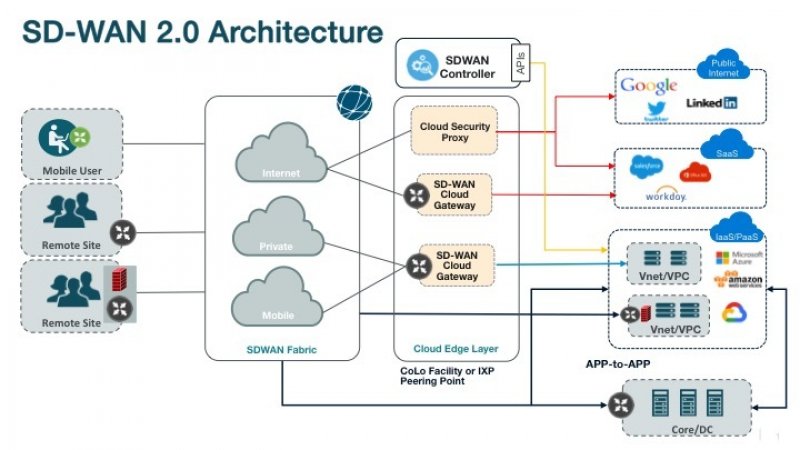 SD-WAN 2.0 Architecture
SDWAN
Controller
APIs
Public
Internet
Google
twitter
LinkedIn
Mobile User
Internet
Cloud Security
Proxy
SaaS
salesforce
Office 365
workday.
SD-WAN
Cloud
Gateway
Remote Site
Private
SD-WAN
Cloud
Gateway
IaaS/PaaS
Vnet/VPC
Microsoft
Azure
amazon
web services
Remote Site
Mobile
Vnet/VPC
SDWAN Fabric
Cloud Edge Layer
CoLo Facility or IXP
Peering Point
APP-to-APP
Core/DC
1